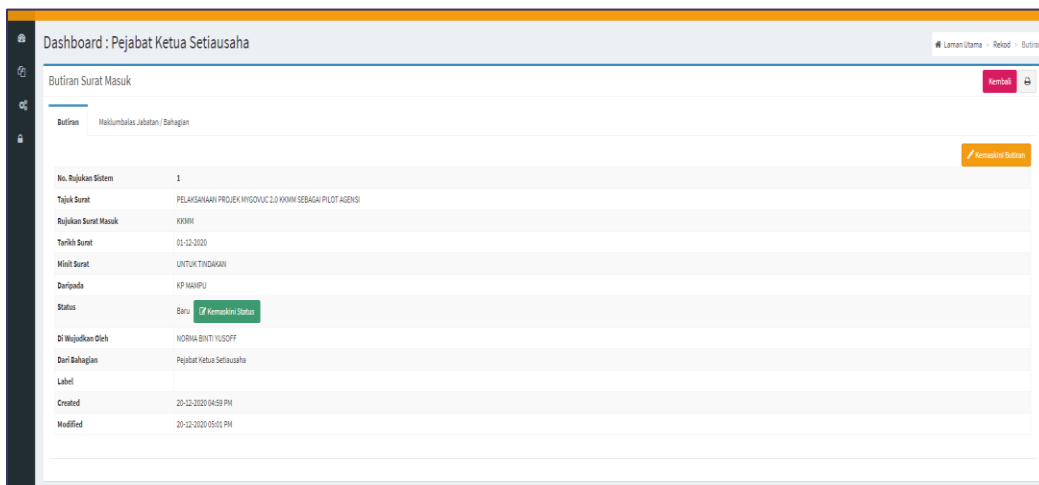 Dashboard : Pejabat Ketua Setiausaha
Laman Utama > Rekod > Butiran
Butiran Surat Masuk
Kembali
Butiran Maklumbalas Jabatan / Bahagian
Kemaskini Butiran
No. Rujukan Sistem 1
Tajuk Surat PELAKSANAAN PROJEK MYGOVUC 2.0 KKMM SEBAGAI PILOT AGENSI
Rujukan Surat Masuk KKMM
Tarikh Surat 01-12-2020
Minit Surat UNTUK TINDAKAN
Daripada KP MAMPU
Status Baru Kemaskini Status
Di Wujudkan Oleh NORMA BINTI YUSOFF
Dari Bahagian Pejabat Ketua Setiausaha
Label
Created 20-12-2020 04:59 PM
Modified 20-12-2020 05:01 PM